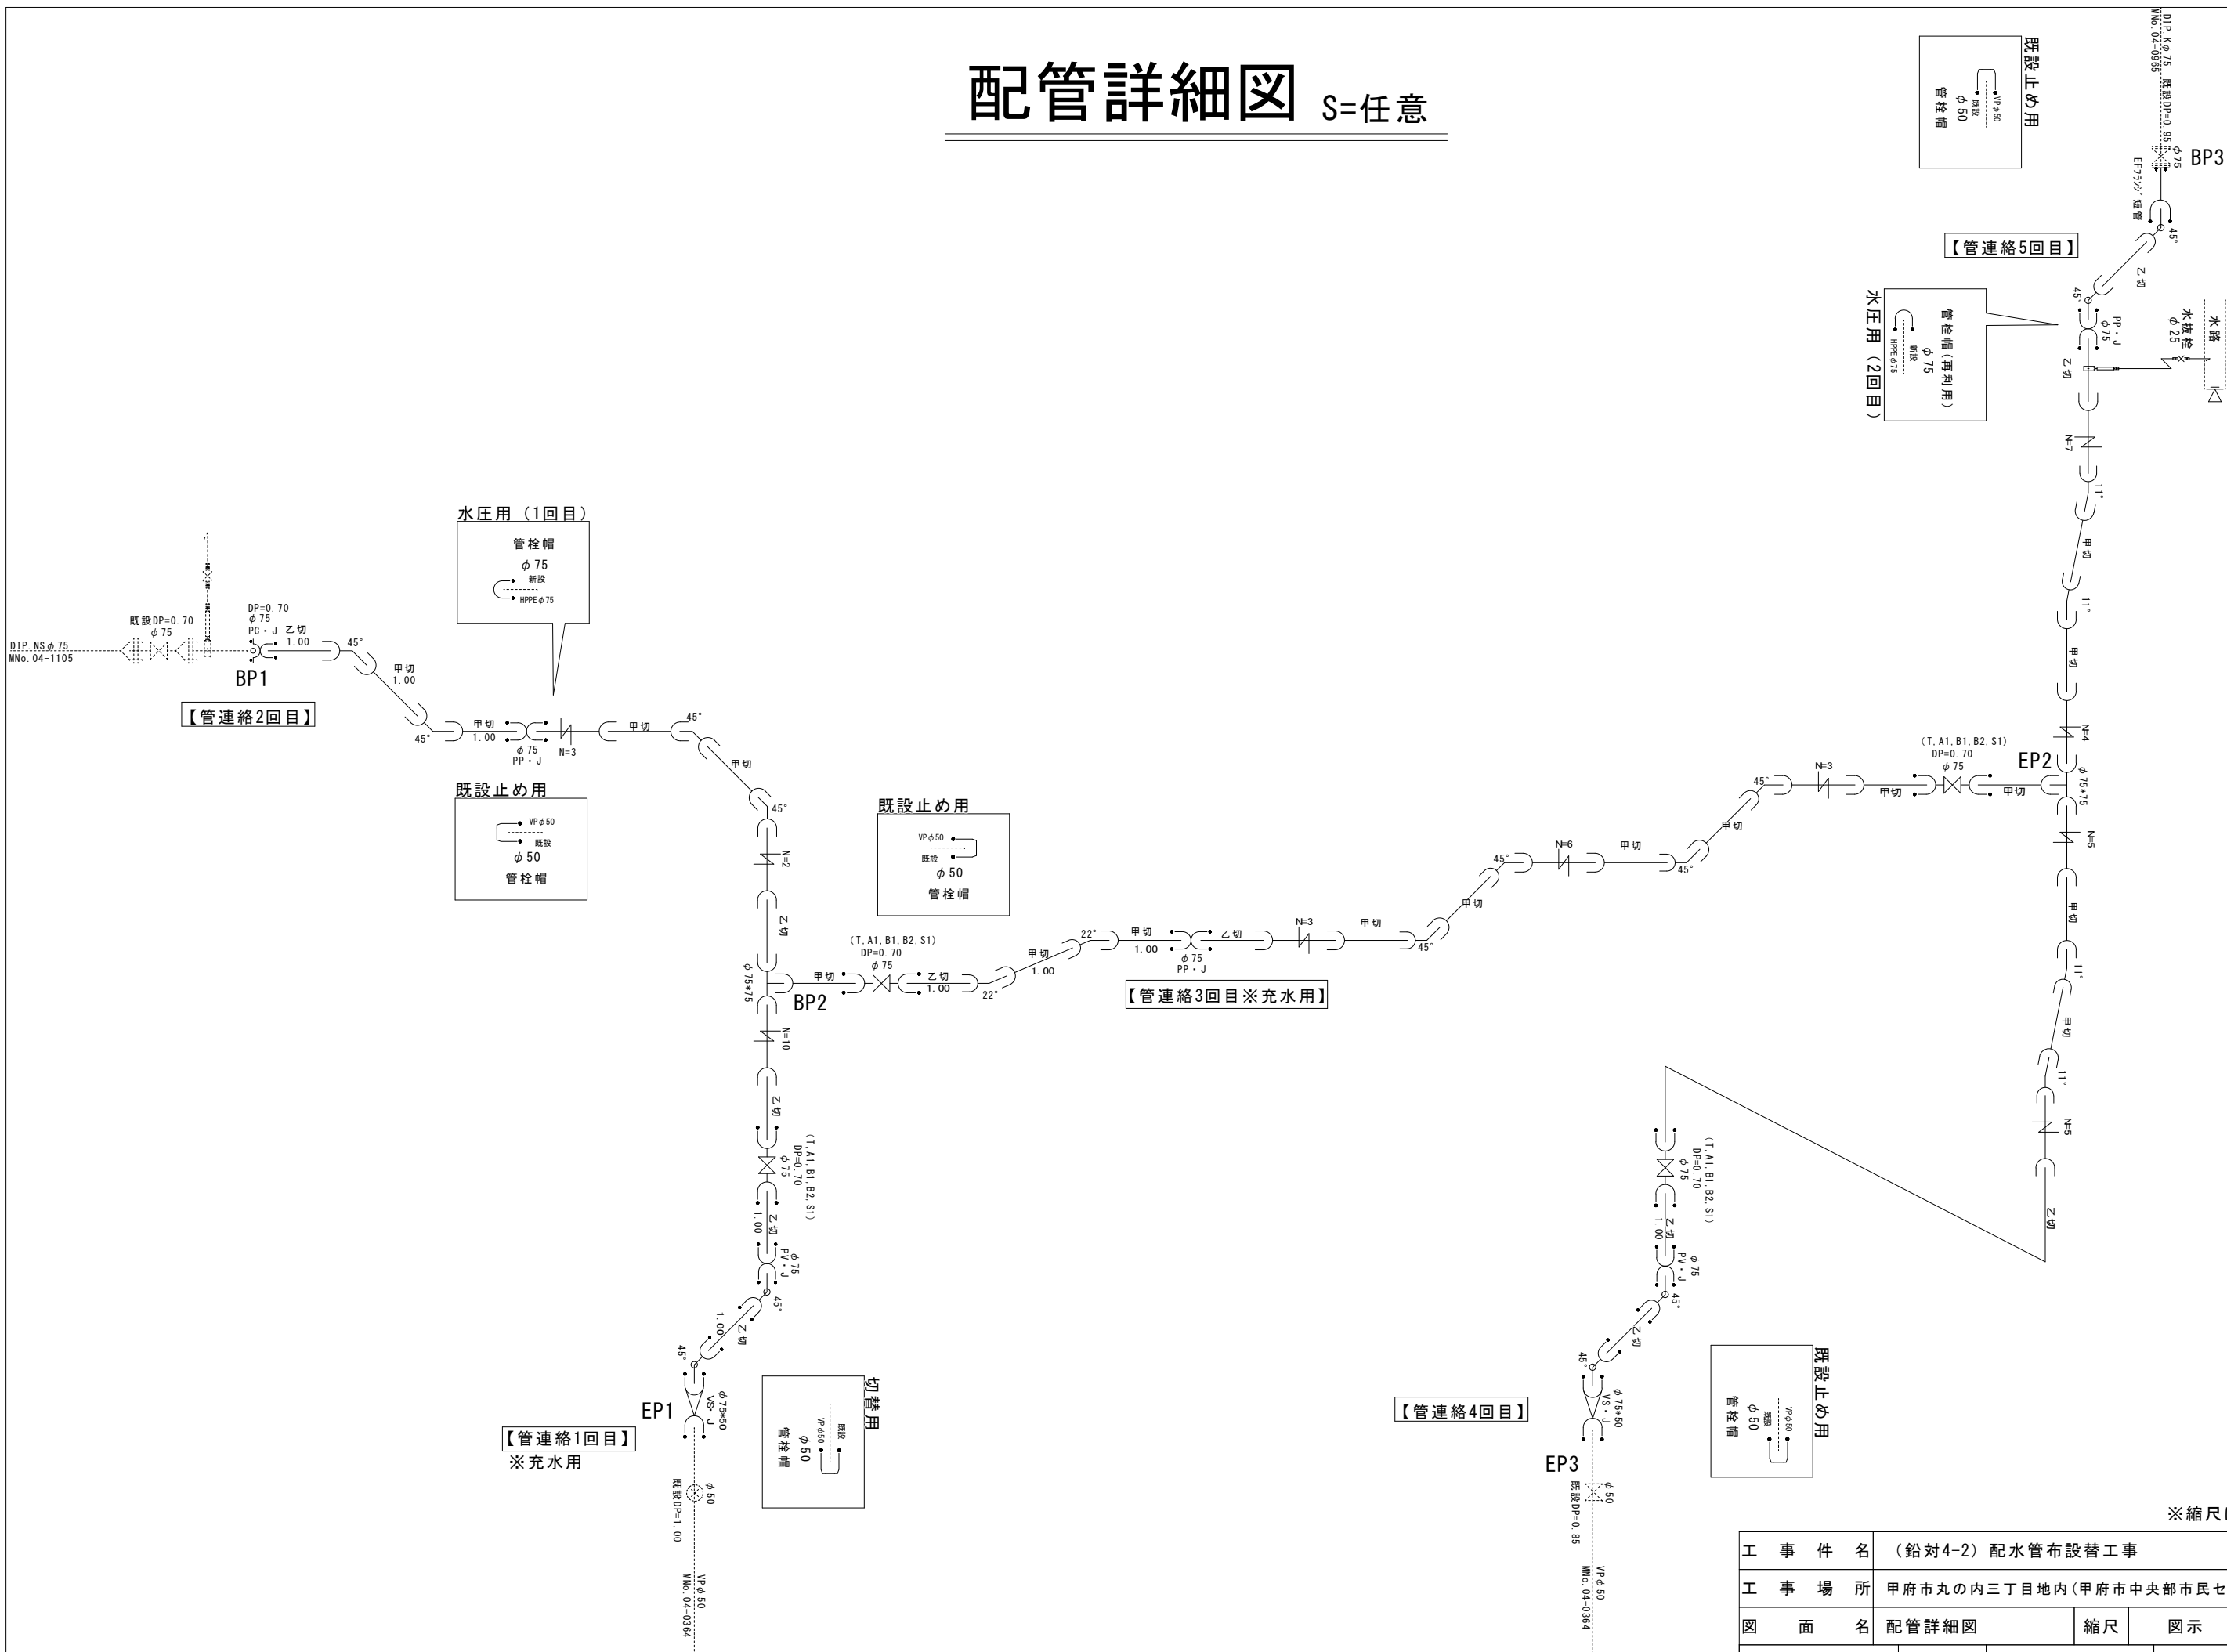 配管詳細図 S=任意
既設止め用
VPφ50
既設
φ50
管栓帽
DIP.Kφ75 既設DP=0.95
MNo.04-0965
φ75
BP3
EFフランジ短管
45°
【管連絡5回目】
乙切
45°
PP・J
φ75
水抜栓
φ25
水路
水圧用（2回目）
管栓帽(再利用)
φ75
新設
HPPEφ75
乙切
N=7
11°
甲切
11°
甲切
N=4
水圧用（1回目）
管栓帽
φ75
新設
HPPEφ75
既設DP=0.70
φ75
DP=0.70
φ75
PC・J
乙切
1.00
45°
DIP.NSφ75
MNo.04-1105
BP1
【管連絡2回目】
甲切
1.00
45°
甲切
1.00
φ75
PP・J
N=3
甲切
45°
甲切
45°
既設止め用
VPφ50
既設
φ50
管栓帽
N=2
乙切
φ75*75
既設止め用
VPφ50
既設
φ50
管栓帽
(T,A1,B1,B2,S1)
DP=0.70
φ75
甲切
BP2
乙切
1.00
22°
甲切
1.00
22°
甲切
1.00
φ75
PP・J
乙切
【管連絡3回目※充水用】
N=3
甲切
45°
甲切
45°
N=6
甲切
45°
甲切
45°
N=3
甲切
(T,A1,B1,B2,S1)
DP=0.70
φ75
甲切
EP2
φ75*75
N=5
甲切
11°
甲切
11°
N=5
乙切
N=10
乙切
(T,A1,B1,B2,S1)
DP=0.70
φ75
乙切
1.00
φ75
PV・J
45°
乙切
1.00
45°
φ75*50
VS・J
EP1
【管連絡1回目】
※充水用
φ50
既設DP=1.00
VPφ50
MNo.04-0364
切替用
既設
VPφ50
φ50
管栓帽
(T,A1,B1,B2,S1)
DP=0.70
φ75
乙切
1.00
φ75
PV・J
45°
乙切
45°
φ75*50
VS・J
【管連絡4回目】
EP3
φ50
既設DP=0.85
VPφ50
MNo.04-0364
既設止め用
VPφ50
既設
φ50
管栓帽
※縮尺
工事件名 （鉛対4-2）配水管布設替工事
工事場所 甲府市丸の内三丁目地内(甲府市中央部市民セ
図面名 配管詳細図 縮尺 図示